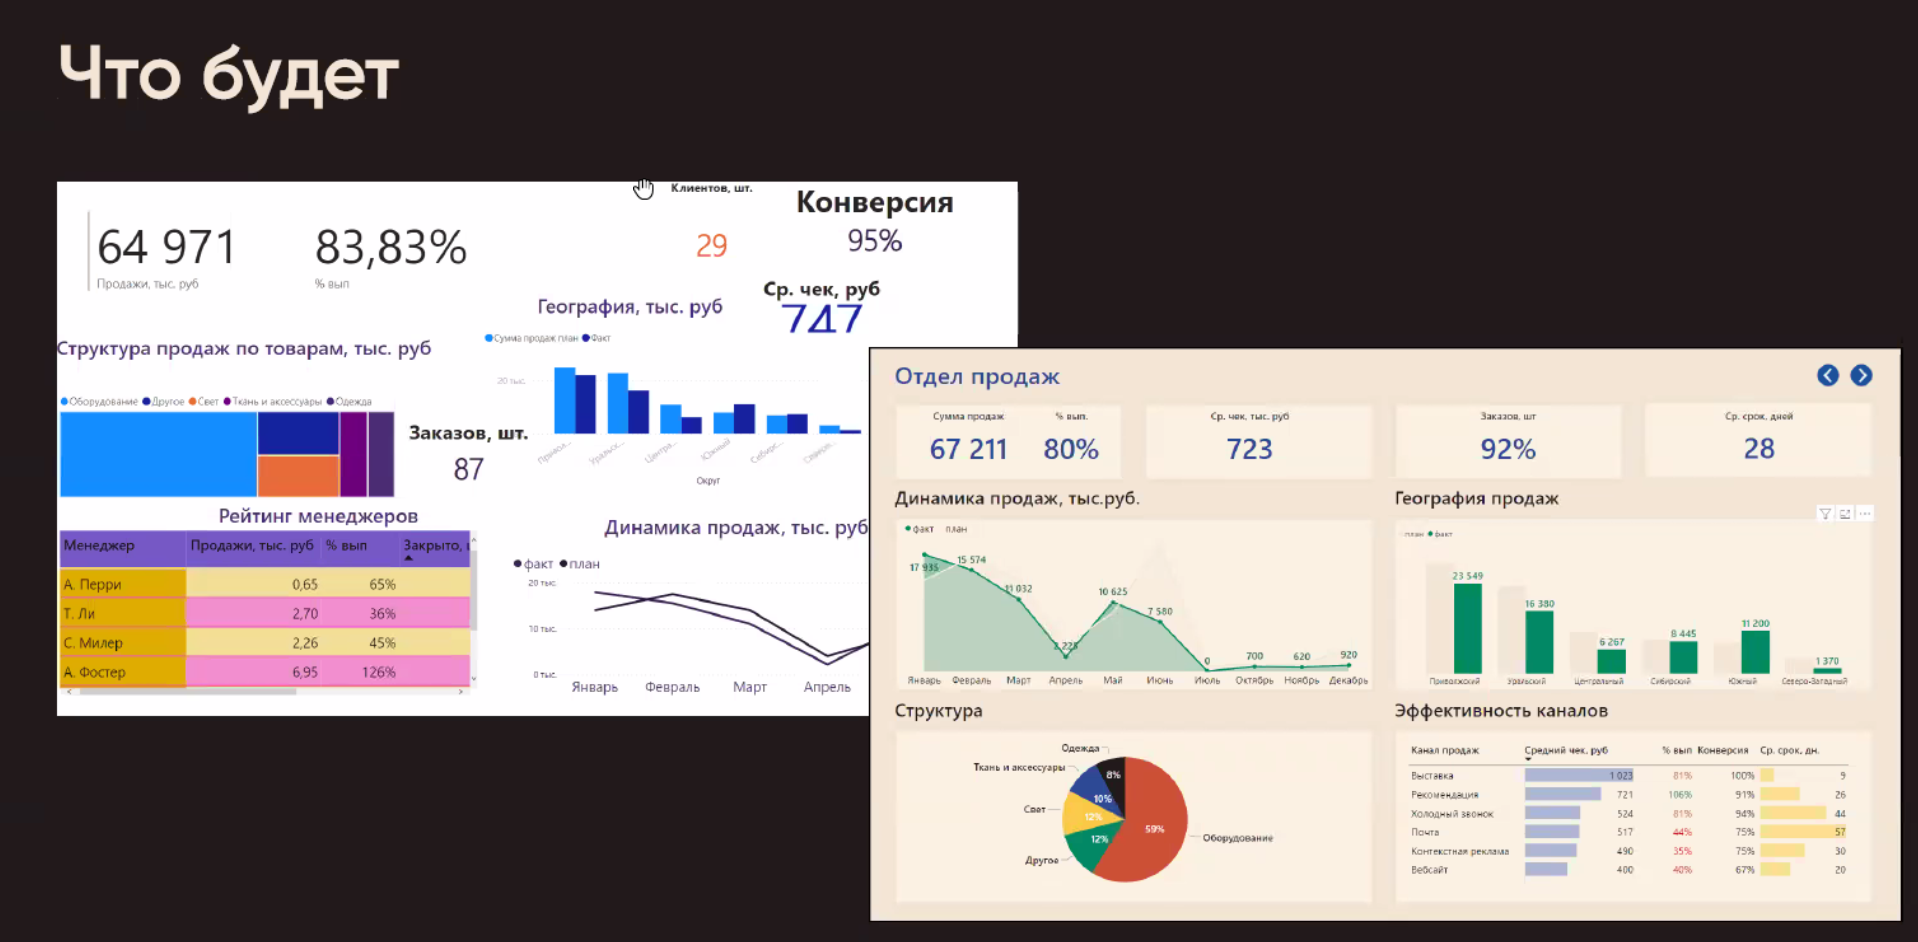 Что будет
Клиентов, шт.
Конверсия
64 971
83,83%
29
95%
Продажи, тыс. руб
% вып
Ср. чек, руб
747
География, тыс. руб
Сумма продаж план Факт
20 тыс.
Привол...
Уральск...
Центра...
Южный
Сибирс...
Округ
Структура продаж по товарам, тыс. руб
Оборудование Другое Свет Ткань и аксессуары Одежда
Заказов, шт.
87
Рейтинг менеджеров
Менеджер Продажи, тыс. руб % вып Закрыто,
А. Перри 0,65 65%
Т. Ли 2,70 36%
С. Милер 2,26 45%
А. Фостер 6,95 126%
Динамика продаж, тыс. руб
факт план
20 тыс.
10 тыс.
0 тыс.
Январь Февраль Март Апрель
Отдел продаж
Сумма продаж % вып.
67 211 80%
Ср. чек, тыс. руб
723
Заказов, шт
92%
Ср. срок, дней
28
Динамика продаж, тыс.руб.
факт план
17 935 15 574 11 032 2 225 10 625 7 580 0 700 620 920
Январь Февраль Март Апрель Май Июнь Июль Октябрь Ноябрь Декабрь
География продаж
план факт
23 549 16 380 6 267 8 445 11 200 1 370
Приволжский Уральский Центральный Сибирский Южный Северо-Западный
Структура
Одежда
8%
Ткань и аксессуары
10%
Свет
12%
Другое
12%
59%
Оборудование
Эффективность каналов
Канал продаж Средний чек, руб % вып Конверсия Ср. срок, дн.
Выставка 1 023 81% 100% 9
Рекомендация 721 106% 91% 26
Холодный звонок 524 81% 94% 44
Почта 517 44% 75% 57
Контекстная реклама 490 35% 75% 30
Вебсайт 400 40% 67% 20